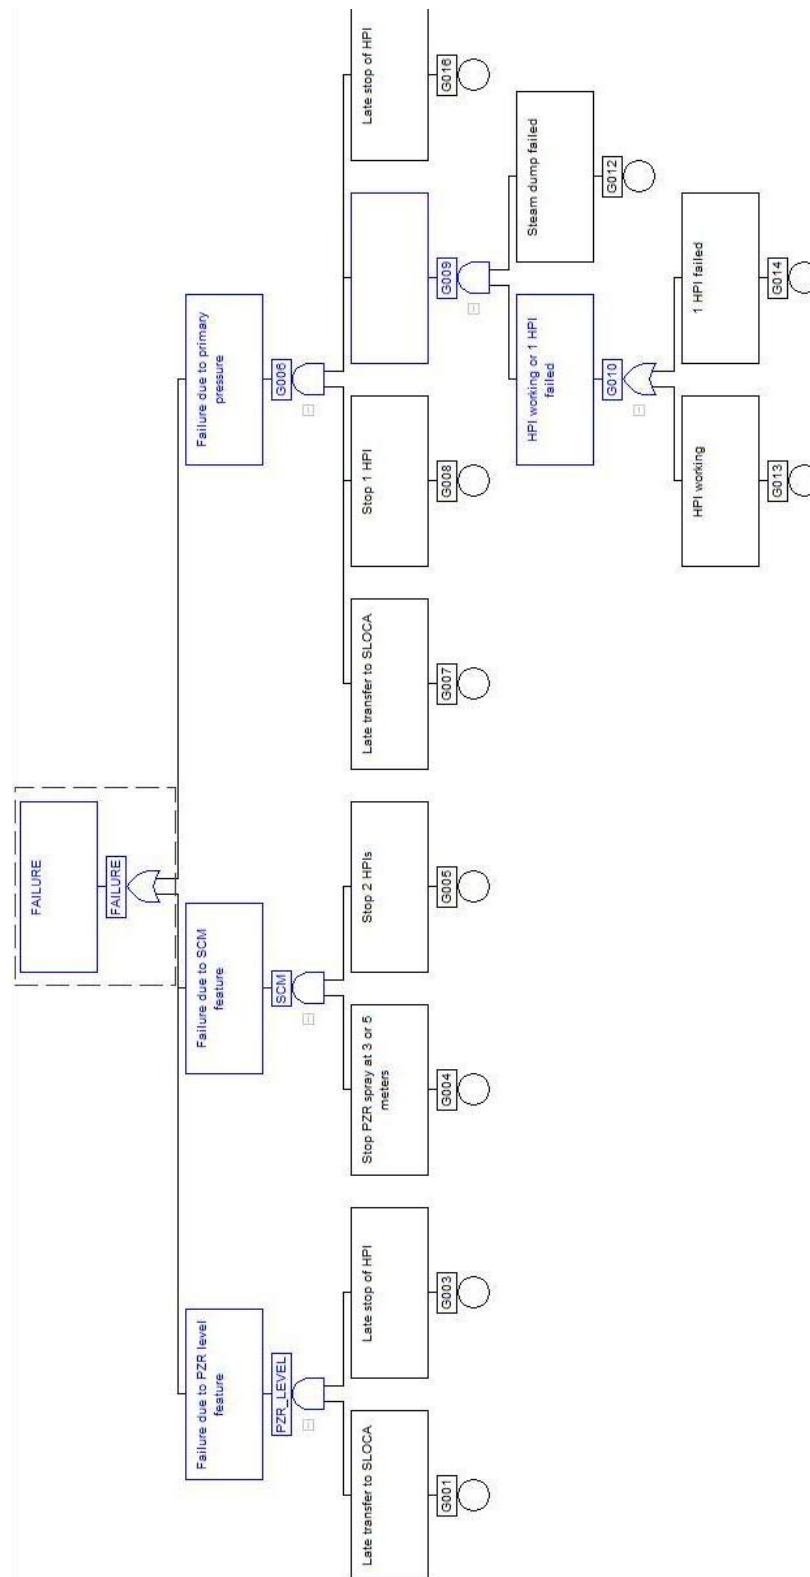 FAILURE
FAILURE
Failure due to PZR level
feature
PZR_LEVEL
Failure due to SCM
feature
SCM
Failure due to primary
pressure
G006
Late transfer to SLOCA
G001
Late stop of HPI
G003
Stop PZR spray at 3 or 5
meters
G004
Stop 2 HPIs
G005
Late transfer to SLOCA
G007
Stop 1 HPI
G008
G009
Late stop of HPI
G016
HPI working or 1 HPI
failed
G010
Steam dump failed
G012
HPI working
G013
1 HPI failed
G014